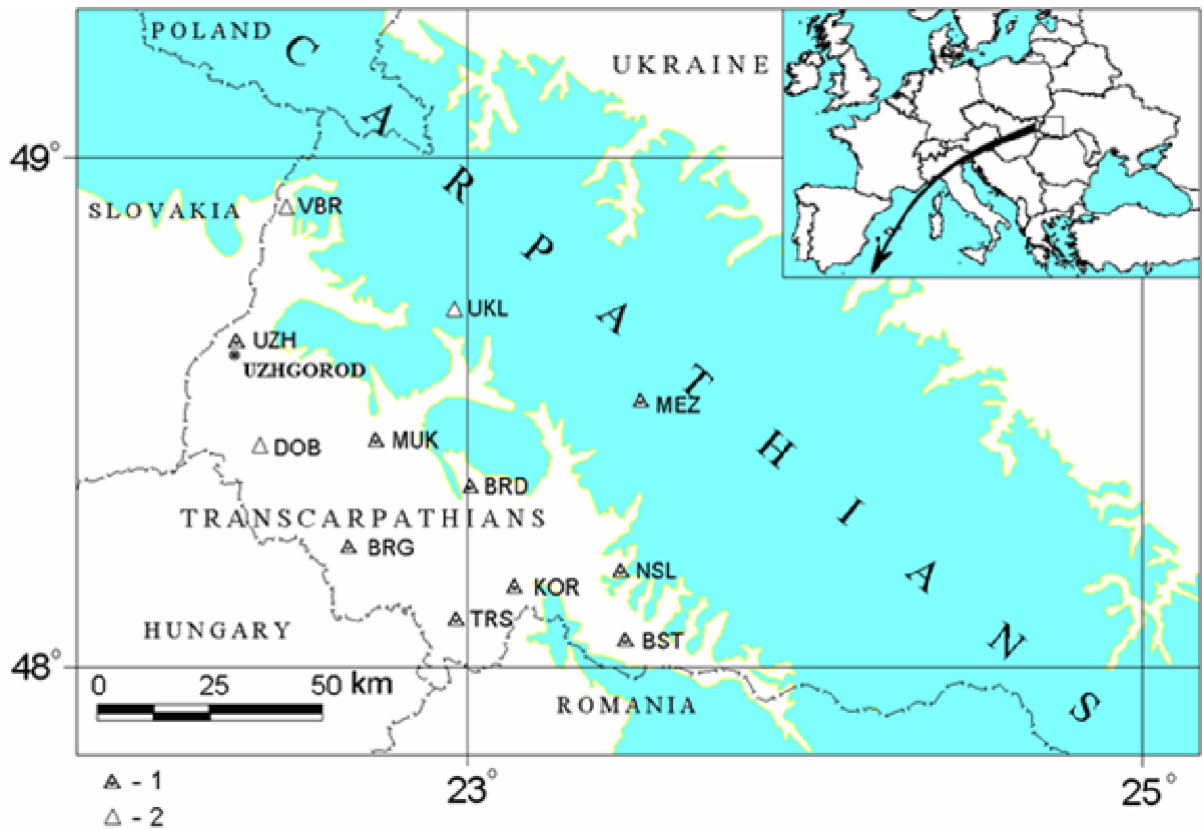 POLAND
UKRAINE
CARPATHIANS
49°
SLOVAKIA
VBR
UKL
UZH
UZHGOROD
MEZ
DOB
MUK
BRD
TRANSCARPATHIANS
BRG
NSL
KOR
TRS
HUNGARY
BST
48°
0 25 50 km
ROMANIA
- 1
- 2
23°
25°